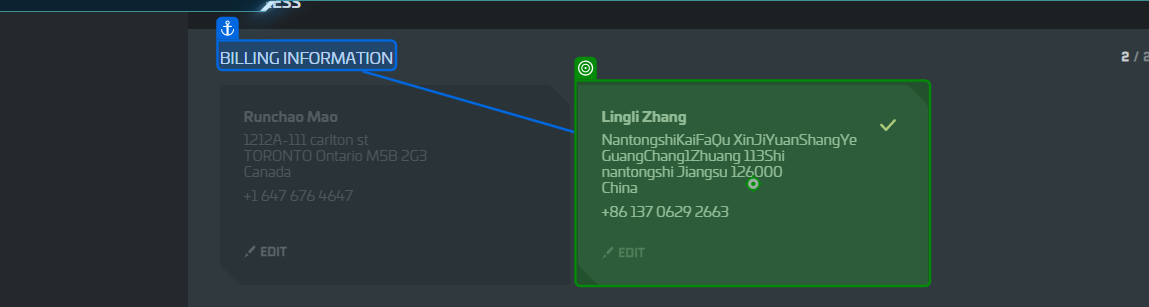 BILLING INFORMATION
2 / 2
Runchao Mao
1212A-111 carlton st
TORONTO Ontario M5B 2G3
Canada
+1 647 676 4647
EDIT
Lingli Zhang
NantongshiKaiFaQu XinJiYuanShangYe
GuangChang1Zhuang 113Shi
nantongshi Jiangsu 126000
China
+86 137 0629 2663
EDIT